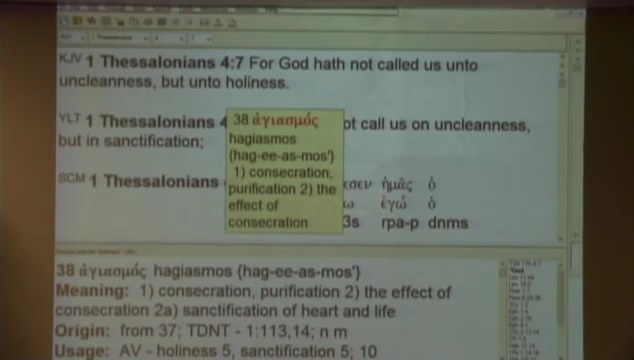 KJV 1 Thessalonians 4:7 For God hath not called us unto
uncleanness, but unto holiness.
YLT 1 Thessalonians 4 ot call us on uncleanness,
but in sanctification;
38 ἁγιασμός
hagiasmos
{hag-ee-as-mos'}
1) consecration,
purification 2) the
effect of
consecration
SCM 1 Thessalonians εσεν ἡμᾶς ὁ
ω ἐγώ ὁ
3s rpa-p dnms
38 ἁγιασμός hagiasmos {hag-ee-as-mos'}
Meaning: 1) consecration, purification 2) the effect of
consecration 2a) sanctification of heart and life
Origin: from 37; TDNT - 1:113,14; n m
Usage: AV - holiness 5, sanctification 5; 10